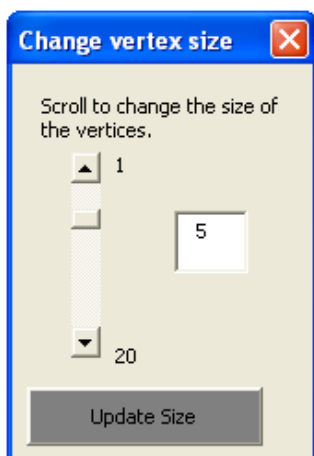 Change vertex size
Scroll to change the size of
the vertices.
1
5
20
Update Size